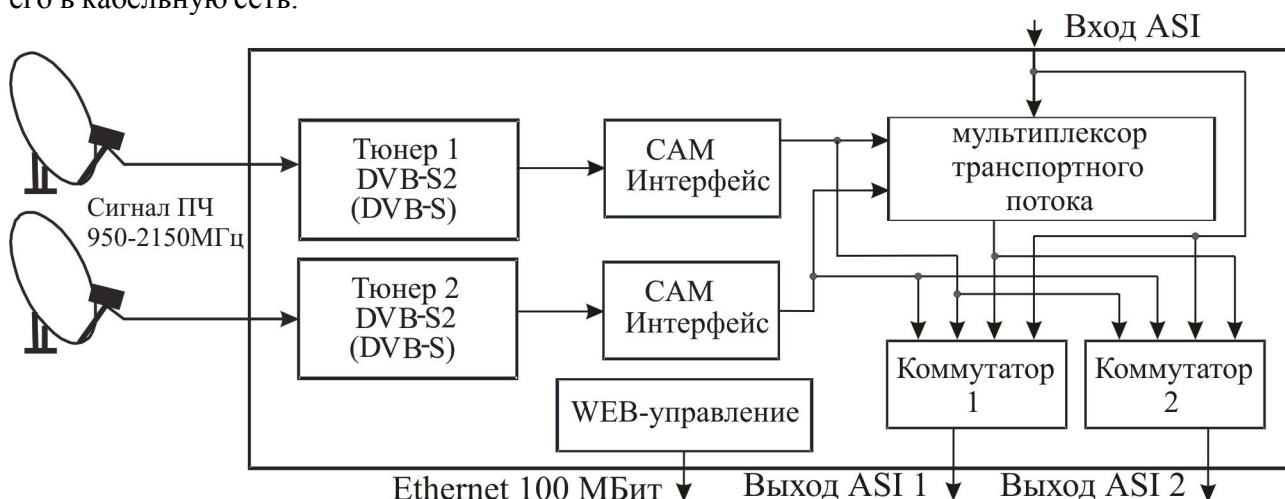 его в кабельную сеть.
Вход ASI
Тюнер 1
DVB-S2
(DVB-S)
CAM
Интерфейс
мультиплексор
транспортного
потока
Сигнал ПЧ
950-2150МГц
Тюнер 2
DVB-S2
(DVB-S)
CAM
Интерфейс
Коммутатор
1
Коммутатор
2
WEB-управление
Ethernet 100 МБит
Выход ASI 1
Выход ASI 2